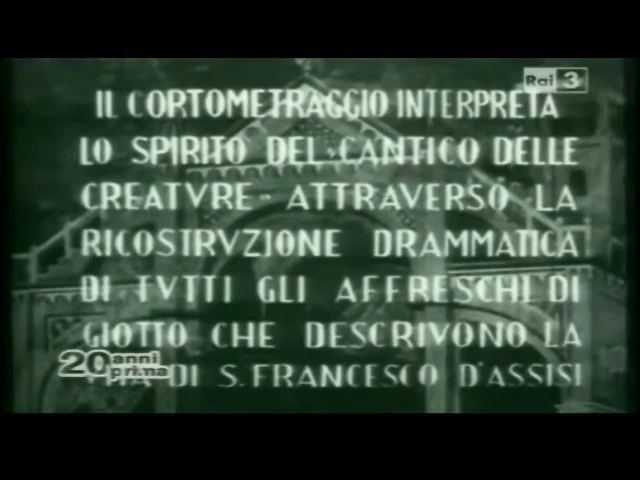 Rai 3
IL CORTOMETRAGGIO INTERPRETA
LO SPIRITO DEL "CANTICO DELLE
CREATVRE" ATTRAVERSO LA
RICOSTRVZIONE DRAMMATICA
DI TVTTI GLI AFFRESCHI DI
GIOTTO CHE DESCRIVONO LA
DI S. FRANCESCO D'ASSISI
20 anni
prima